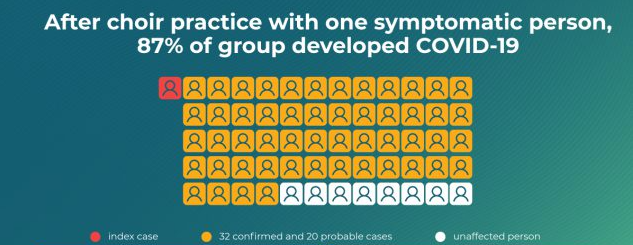 After choir practice with one symptomatic person,
87% of group developed COVID-19
index case
32 confirmed and 20 probable cases
unaffected person